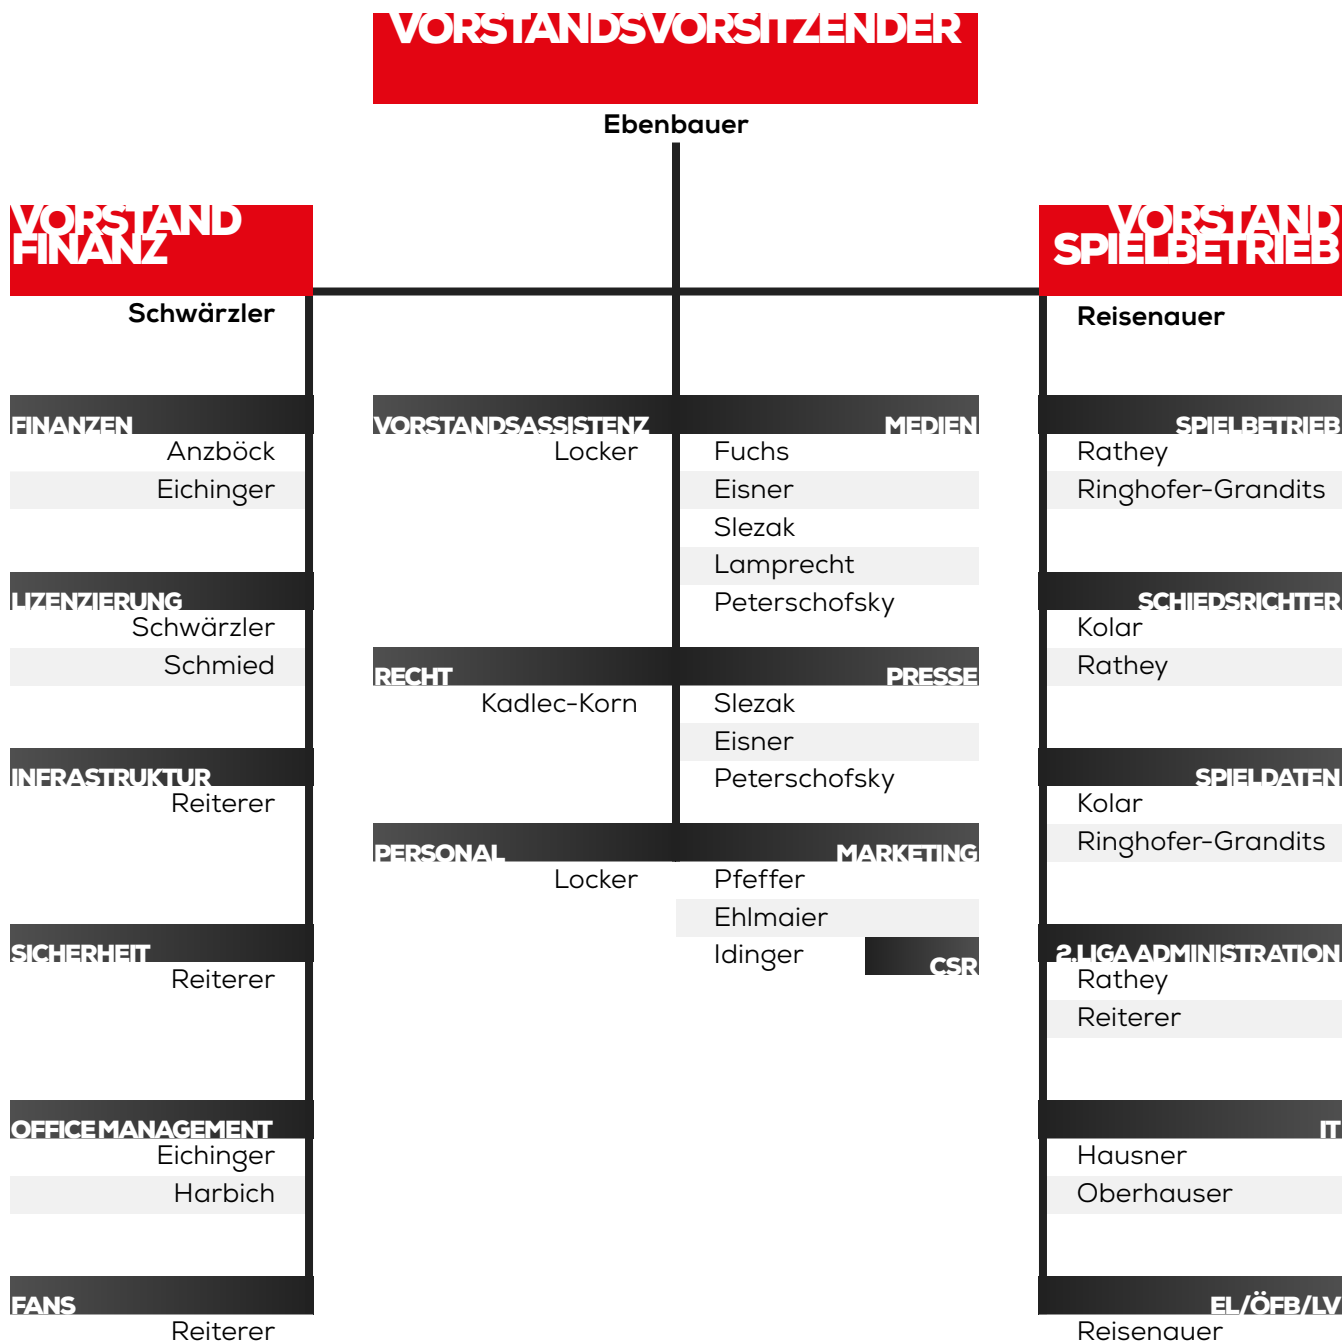 VORSTANDSVORSITZENDER
Ebenbauer
VORSTAND
FINANZ
Schwärzler
FINANZEN
Anzböck
Eichinger
LIZENZIERUNG
Schwärzler
Schmied
INFRASTRUKTUR
Reiterer
SICHERHEIT
Reiterer
OFFICE MANAGEMENT
Eichinger
Harbich
FANS
Reiterer
VORSTANDSASSISTENZ
Locker
RECHT
Kadlec-Korn
PERSONAL
Locker
MEDIEN
Fuchs
Eisner
Slezak
Lamprecht
Peterschofsky
PRESSE
Slezak
Eisner
Peterschofsky
MARKETING
Pfeffer
Ehlmaier
Idinger CSR
VORSTAND
SPIELBETRIEB
Reisenauer
SPIELBETRIEB
Rathey
Ringhofer-Grandits
SCHIEDSRICHTER
Kolar
Rathey
SPIELDATEN
Kolar
Ringhofer-Grandits
2. LIGA ADMINISTRATION
Rathey
Reiterer
IT
Hausner
Oberhauser
EL/ÖFB/LV
Reisenauer